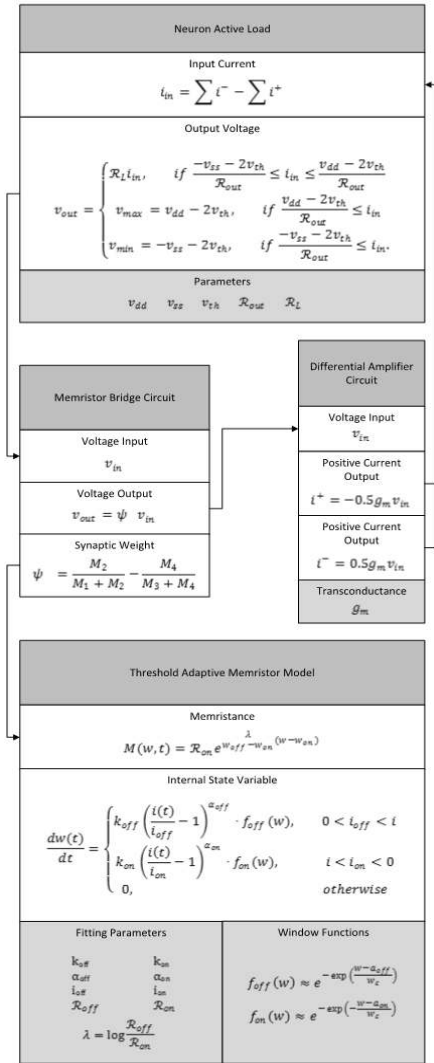 Neuron Active Load
Input Current
i_in = ∑ i⁻ − ∑ i⁺
Output Voltage
v_out = { ℛ_L i_in, if (−v_ss − 2v_th)/ℛ_out ≤ i_in ≤ (v_dd − 2v_th)/ℛ_out
v_max = v_dd − 2v_th, if (v_dd − 2v_th)/ℛ_out ≤ i_in
v_min = −v_ss − 2v_th, if (−v_ss − 2v_th)/ℛ_out ≤ i_in.
Parameters
v_dd v_ss v_th ℛ_out ℛ_L
Memristor Bridge Circuit
Voltage Input
v_in
Voltage Output
v_out = ψ v_in
Synaptic Weight
ψ = M_2/(M_1 + M_2) − M_4/(M_3 + M_4)
Differential Amplifier
Circuit
Voltage Input
v_in
Positive Current
Output
i⁺ = −0.5g_m v_in
Positive Current
Output
i⁻ = 0.5g_m v_in
Transconductance
g_m
Threshold Adaptive Memristor Model
Memristance
M(w, t) = ℛ_on e^{λ/(w_off − w_on) (w − w_on)}
Internal State Variable
dw(t)/dt = { k_off (i(t)/i_off − 1)^{α_off} · f_off(w), 0 < i_off < i
k_on (i(t)/i_on − 1)^{α_on} · f_on(w), i < i_on < 0
0, otherwise
Fitting Parameters
k_off k_on
α_off α_on
i_off i_on
ℛ_off ℛ_on
λ = log ℛ_off/ℛ_on
Window Functions
f_off(w) ≈ e^{−exp((w − a_off)/w_c)}
f_on(w) ≈ e^{−exp(−(w − a_on)/w_c)}